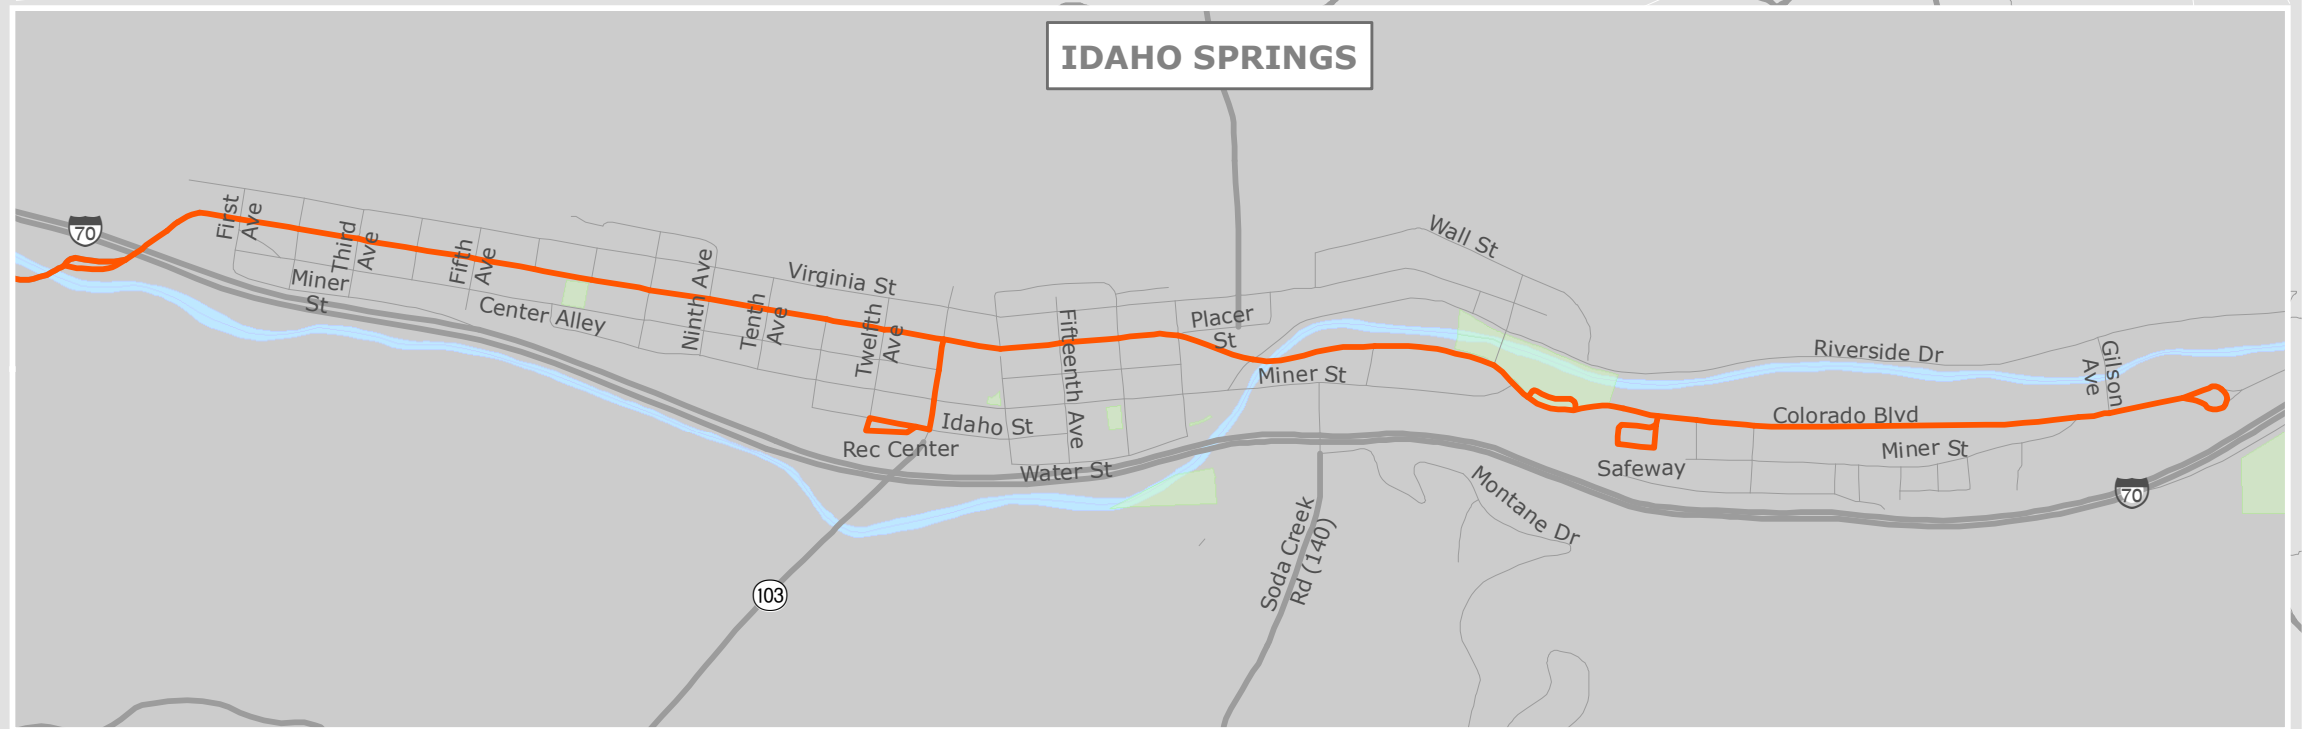 IDAHO SPRINGS
70
First
Ave
Third
Ave
Fifth
Ave
Miner
St
Center Alley
Ninth Ave
Tenth
Ave
Virginia St
Twelfth
Ave
Fifteenth Ave
Placer
St
Wall St
Miner St
Idaho St
Rec Center
Water St
Riverside Dr
Gilson
Ave
Colorado Blvd
Miner St
Safeway
Montane Dr
Soda Creek
Rd (140)
70
103